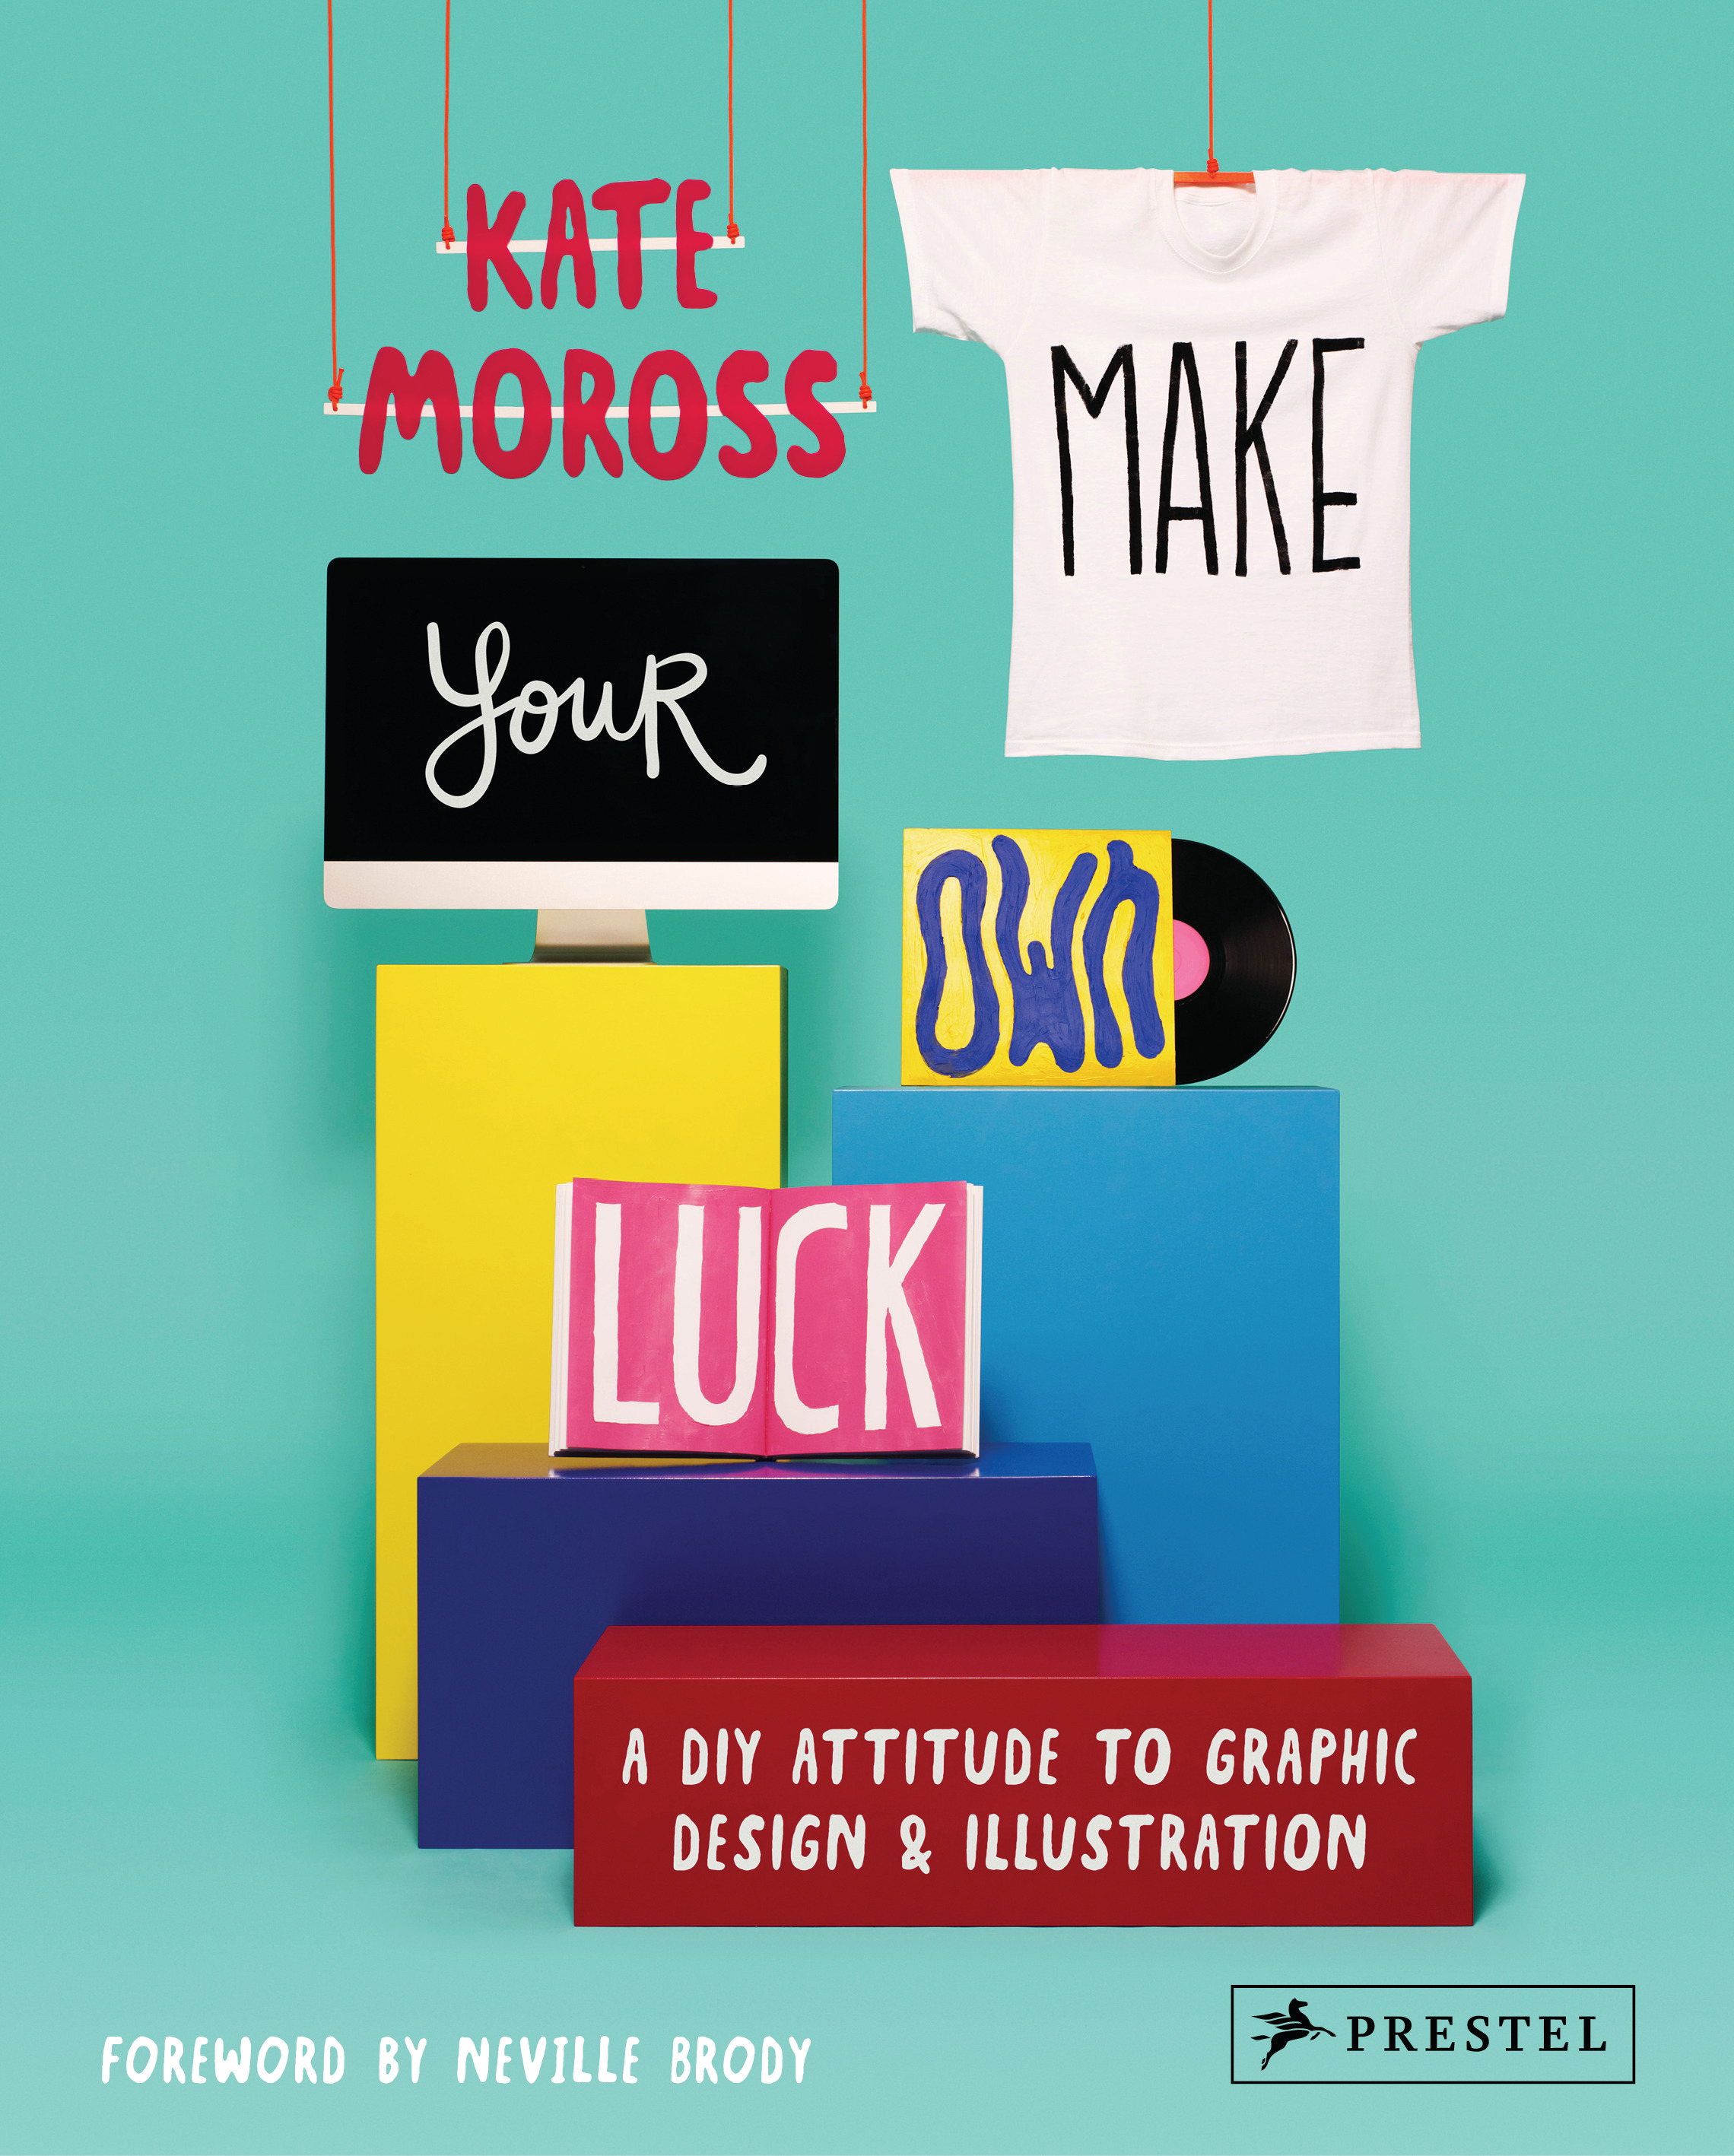 KATE
MOROSS
MAKE
YouR
OWN
LUCK
A DIY ATTITUDE TO GRAPHIC
DESIGN & ILLUSTRATION
FOREWORD BY NEVILLE BRODY
PRESTEL